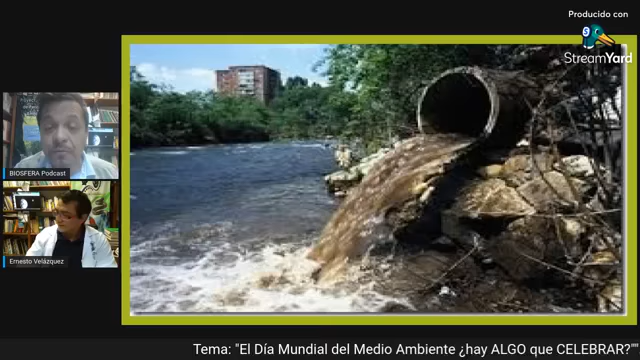 Producido con
StreamYard
BIOSFERA Podcast
Ernesto Velázquez
Tema: "El Día Mundial del Medio Ambiente ¿hay ALGO que CELEBRAR?""